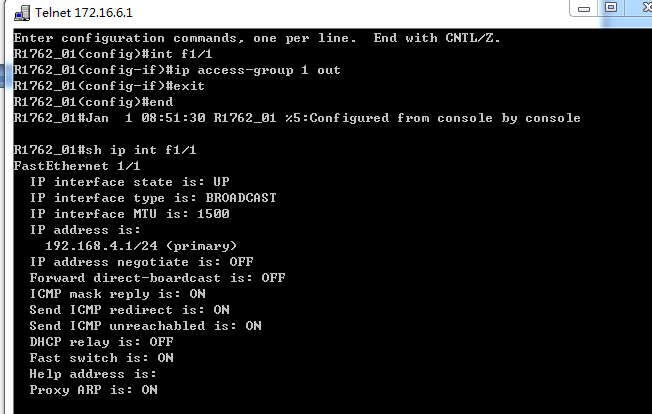 Telnet 172.16.6.1
Enter configuration commands, one per line.  End with CNTL/Z.
R1762_01(config)#int f1/1
R1762_01(config-if)#ip access-group 1 out
R1762_01(config-if)#exit
R1762_01(config)#end
R1762_01#Jan  1 08:51:30 R1762_01 %5:Configured from console by console
R1762_01#sh ip int f1/1
FastEthernet 1/1
  IP interface state is: UP
  IP interface type is: BROADCAST
  IP interface MTU is: 1500
  IP address is:
    192.168.4.1/24 (primary)
  IP address negotiate is: OFF
  Forward direct-boardcast is: OFF
  ICMP mask reply is: ON
  Send ICMP redirect is: ON
  Send ICMP unreachabled is: ON
  DHCP relay is: OFF
  Fast switch is: ON
  Help address is:
  Proxy ARP is: ON